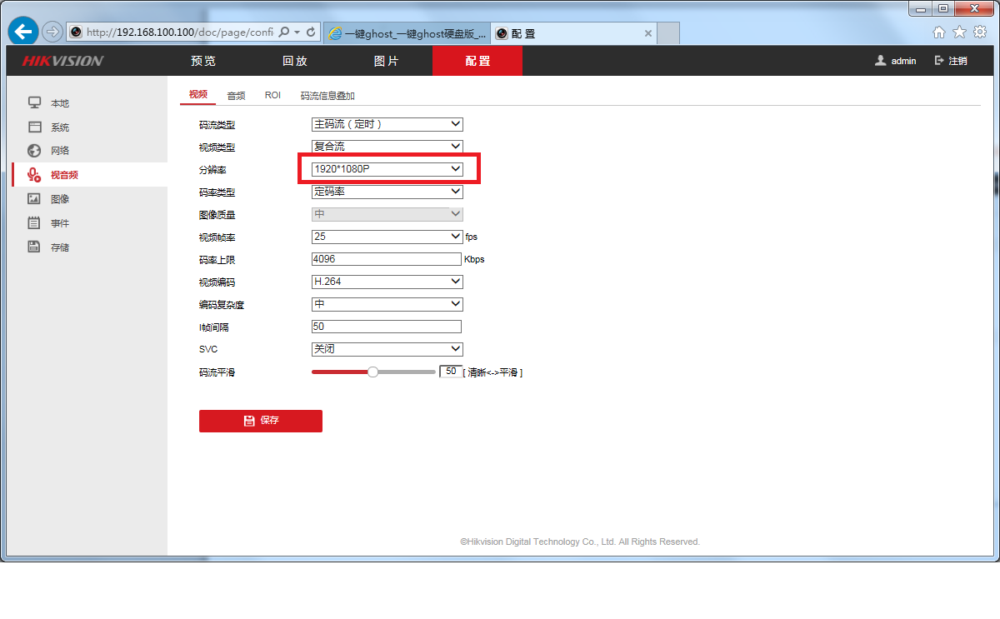 http://192.168.100.100/doc/page/confi
一键ghost_一键ghost硬盘版_...
配 置
HIKVISION
预览
回放
图片
配置
admin
注销
本地
系统
网络
视音频
图像
事件
存储
视频
音频
ROI
码流信息叠加
码流类型 主码流（定时）
视频类型 复合流
分辨率 1920*1080P
码率类型 定码率
图像质量 中
视频帧率 25 fps
码率上限 4096 Kbps
视频编码 H.264
编码复杂度 中
I帧间隔 50
SVC 关闭
码流平滑 50 [ 清晰<->平滑 ]
保存
©Hikvision Digital Technology Co., Ltd. All Rights Reserved.